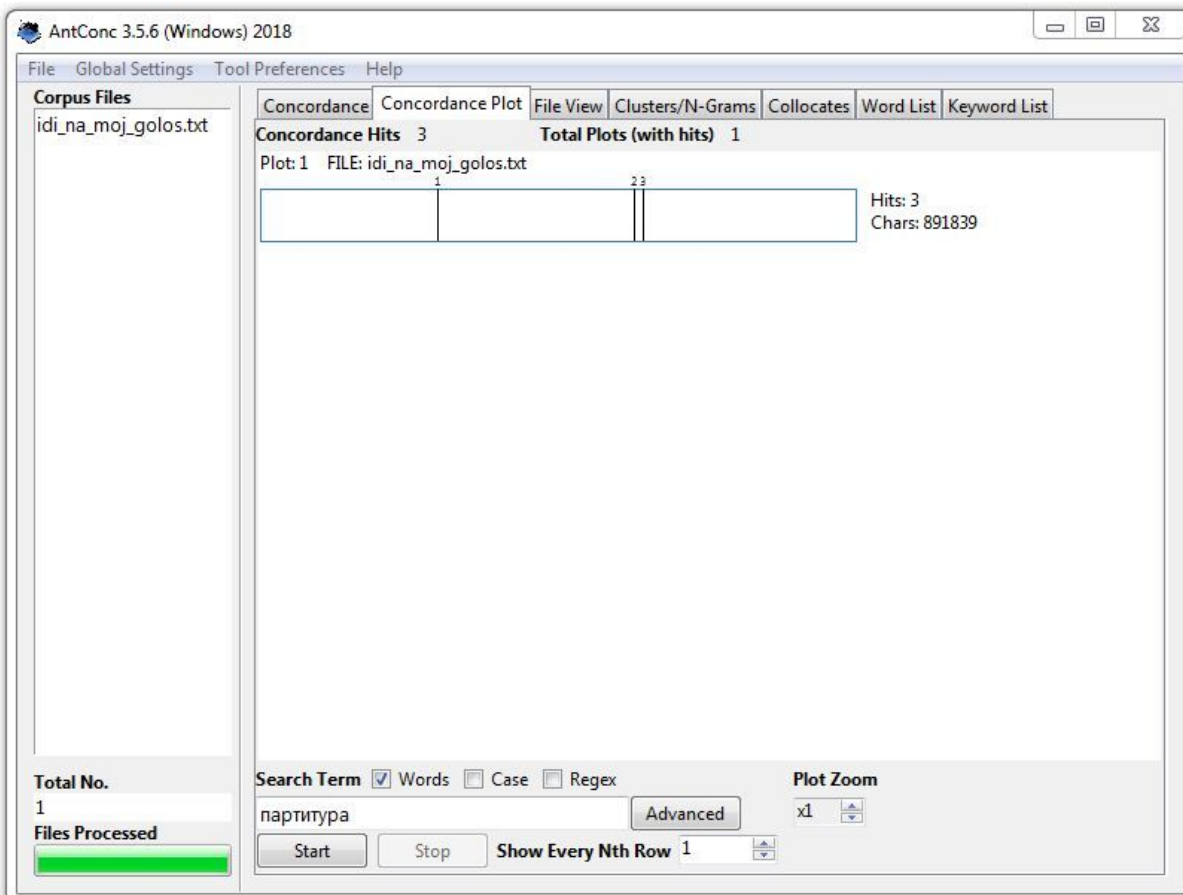 AntConc 3.5.6 (Windows) 2018
File Global Settings Tool Preferences Help
Corpus Files
idi_na_moj_golos.txt
Concordance Concordance Plot File View Clusters/N-Grams Collocates Word List Keyword List
Concordance Hits 3 Total Plots (with hits) 1
Plot: 1 FILE: idi_na_moj_golos.txt
1 2 3
Hits: 3
Chars: 891839
Total No.
1
Files Processed
Search Term Words Case Regex
Plot Zoom
партитура Advanced x1
Start Stop Show Every Nth Row 1